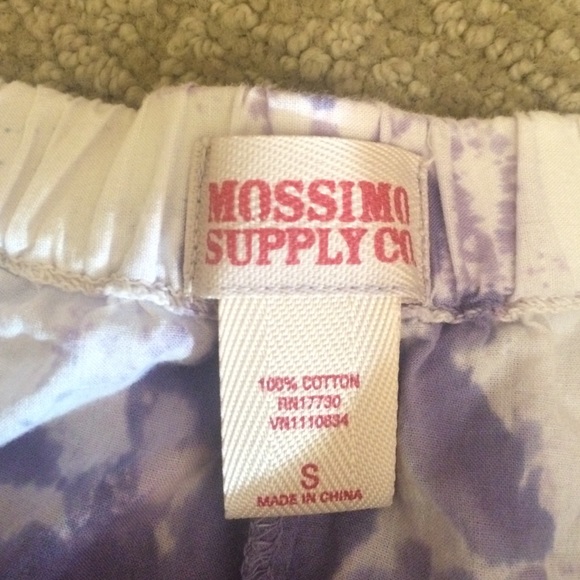 MOSSIMO
SUPPLY CO
100% COTTON
RN17730
VN1110834
S
MADE IN CHINA